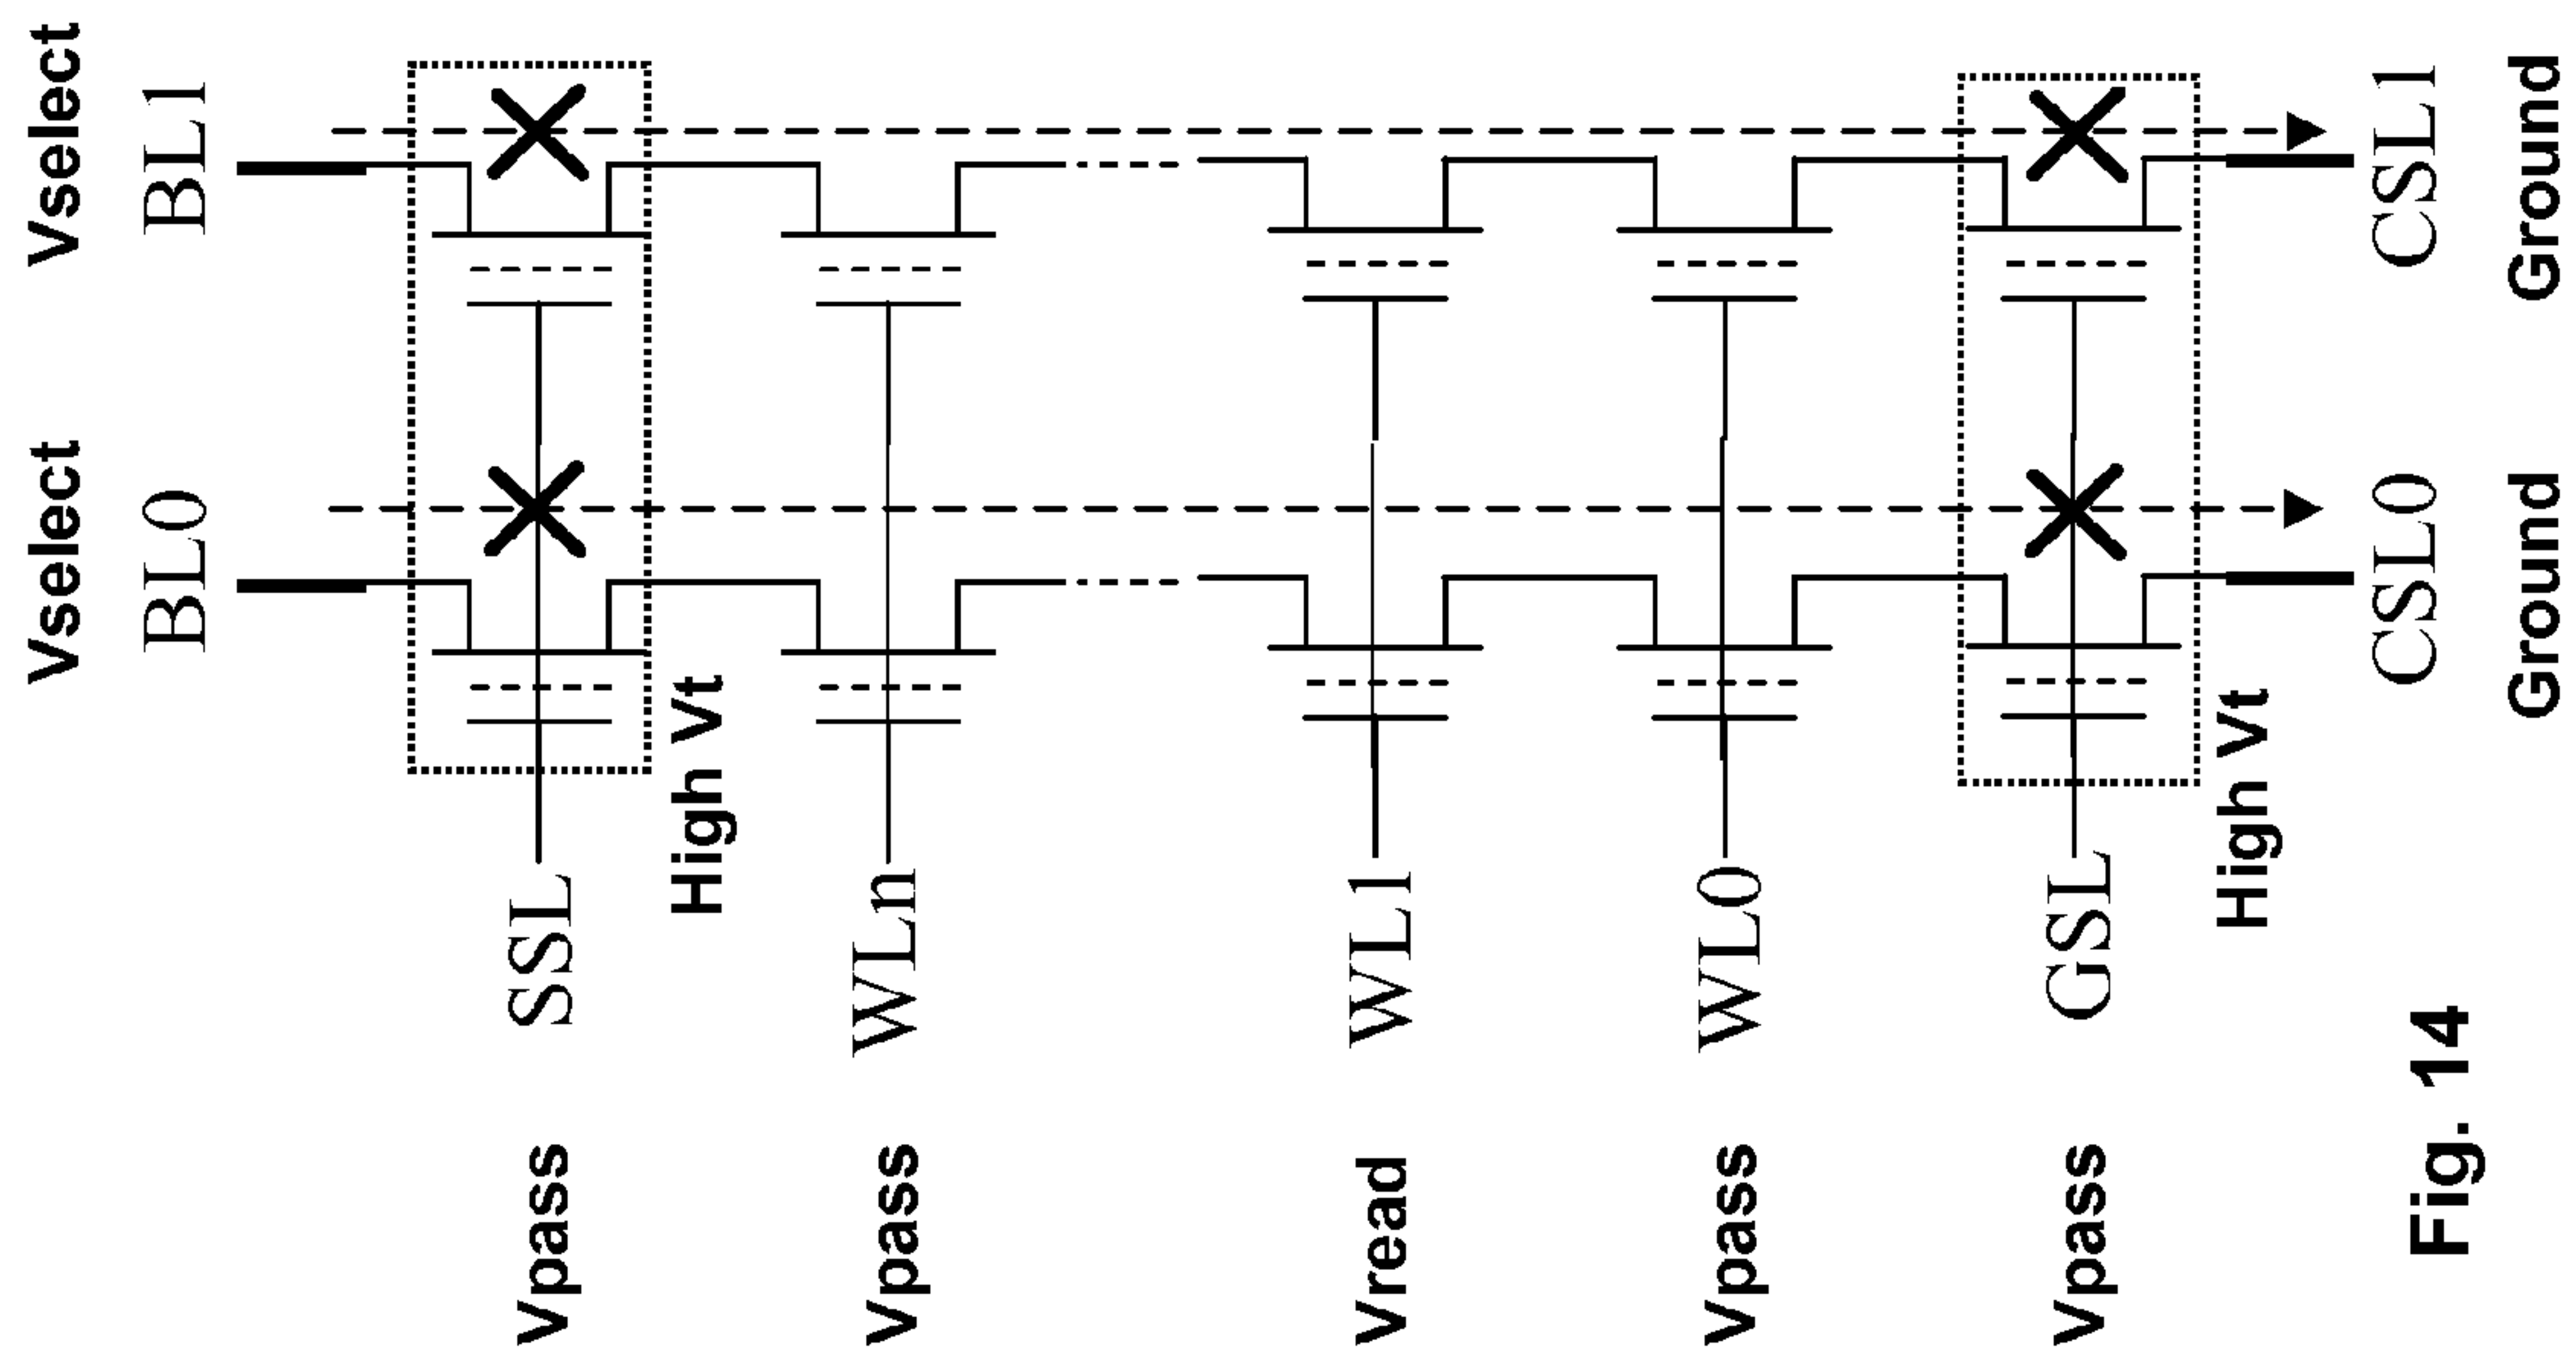 Vselect Vselect
BL0 BL1
Vpass SSL
High Vt
Vpass WLn
Vread WL1
Vpass WL0
Vpass GSL
High Vt
CSL0 CSL1
Ground Ground
Fig. 14